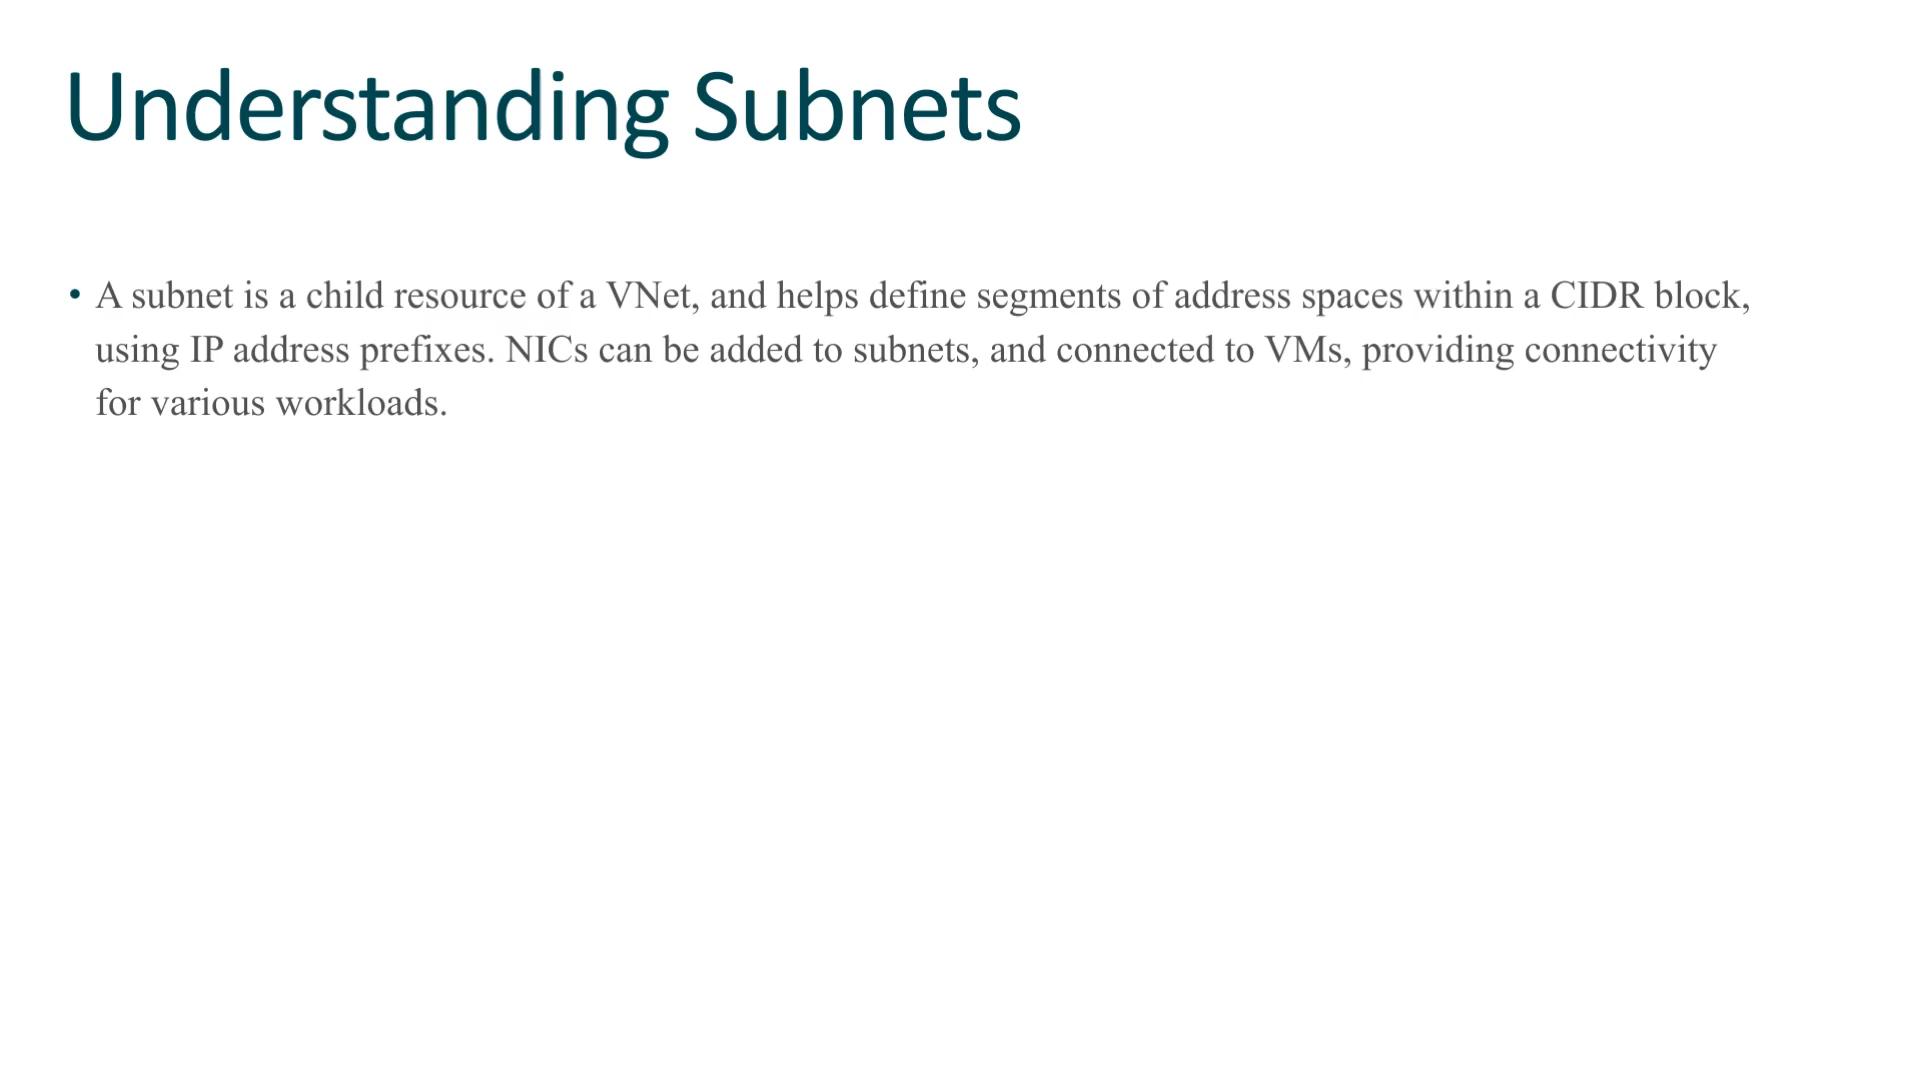 Understanding Subnets
• A subnet is a child resource of a VNet, and helps define segments of address spaces within a CIDR block,
using IP address prefixes. NICs can be added to subnets, and connected to VMs, providing connectivity
for various workloads.